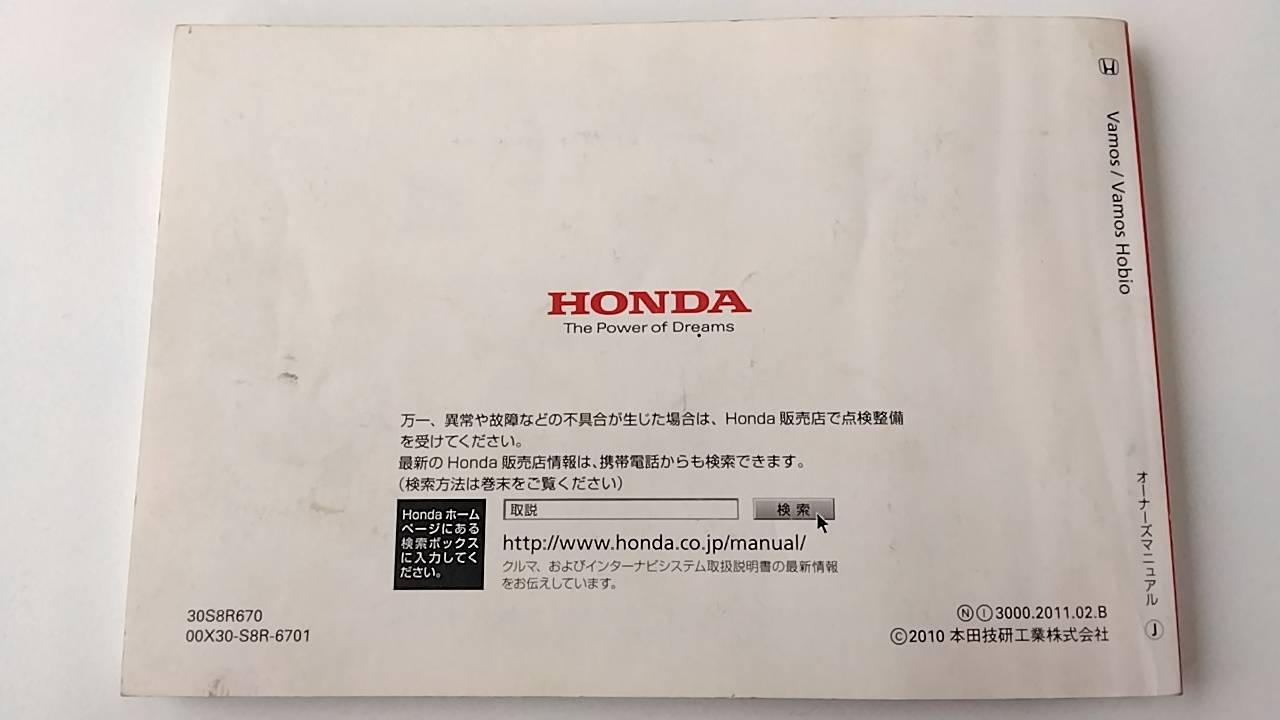 HONDA
The Power of Dreams
万一、異常や故障などの不具合が生じた場合は、Honda 販売店で点検整備
を受けてください。
最新の Honda 販売店情報は、携帯電話からも検索できます。
（検索方法は巻末をご覧ください）
Honda ホーム
ページにある
検索ボックス
に入力してく
ださい。
取説
検 索
http://www.honda.co.jp/manual/
クルマ、およびインターナビシステム取扱説明書の最新情報
をお伝えしています。
30S8R670
00X30-S8R-6701
ⓃⒾ3000.2011.02.B
©2010 本田技研工業株式会社
Vamos / Vamos Hobio
オーナーズマニュアル
Ⓙ